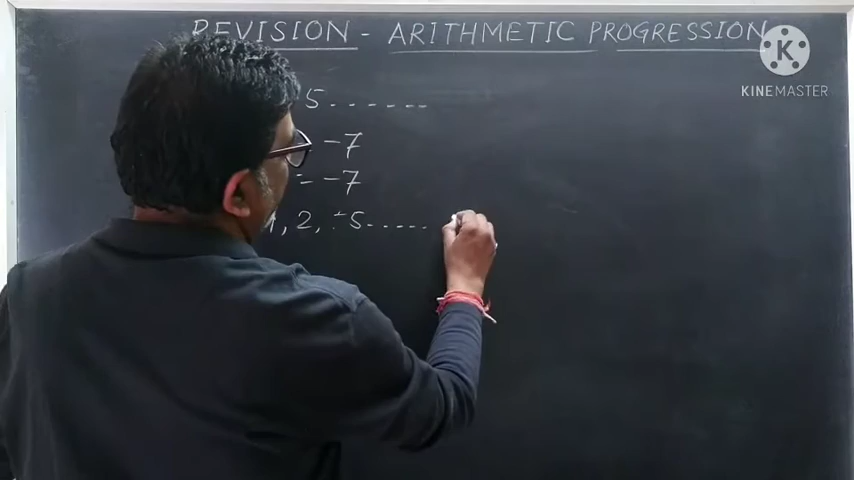 REVISION - ARITHMETIC PROGRESSION
K
KINEMASTER
5.......
= -7
= -7
, 2, -5......